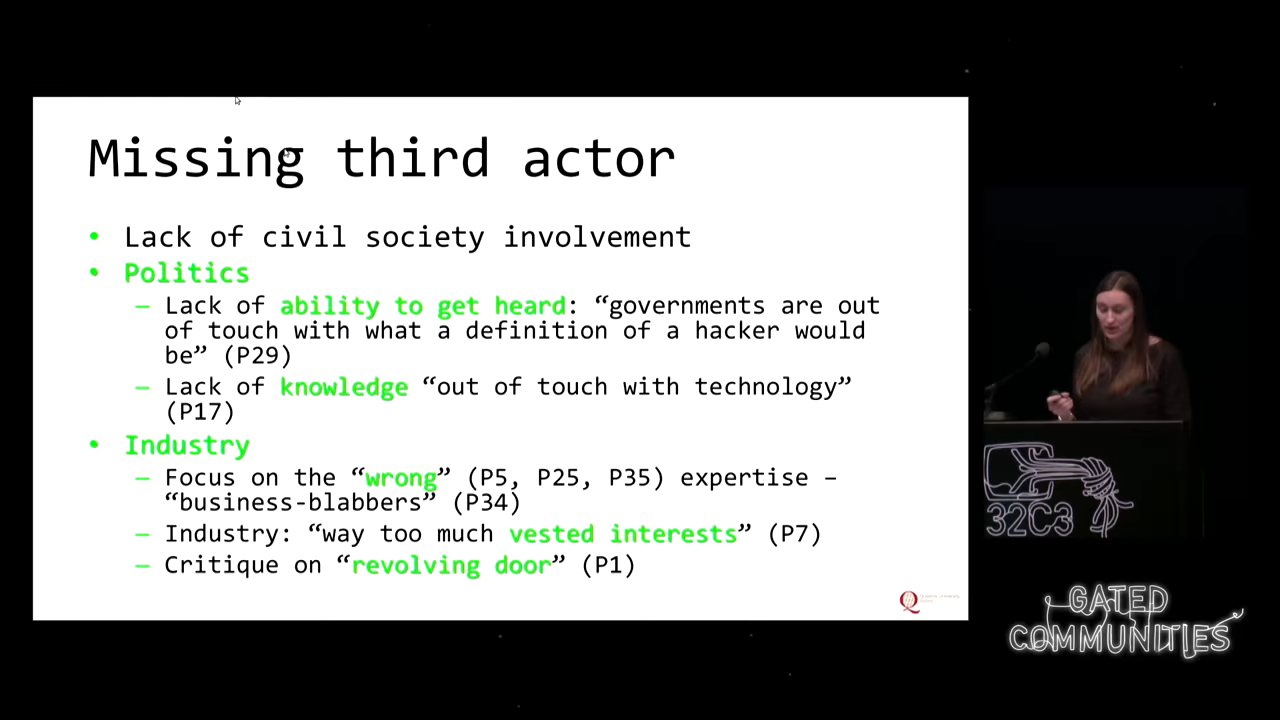 Missing third actor
• Lack of civil society involvement
• Politics
– Lack of ability to get heard: “governments are out
of touch with what a definition of a hacker would
be” (P29)
– Lack of knowledge “out of touch with technology”
(P17)
• Industry
– Focus on the “wrong” (P5, P25, P35) expertise –
“business-blabbers” (P34)
– Industry: “way too much vested interests” (P7)
– Critique on “revolving door” (P1)
32C3
GATED
COMMUNITIES